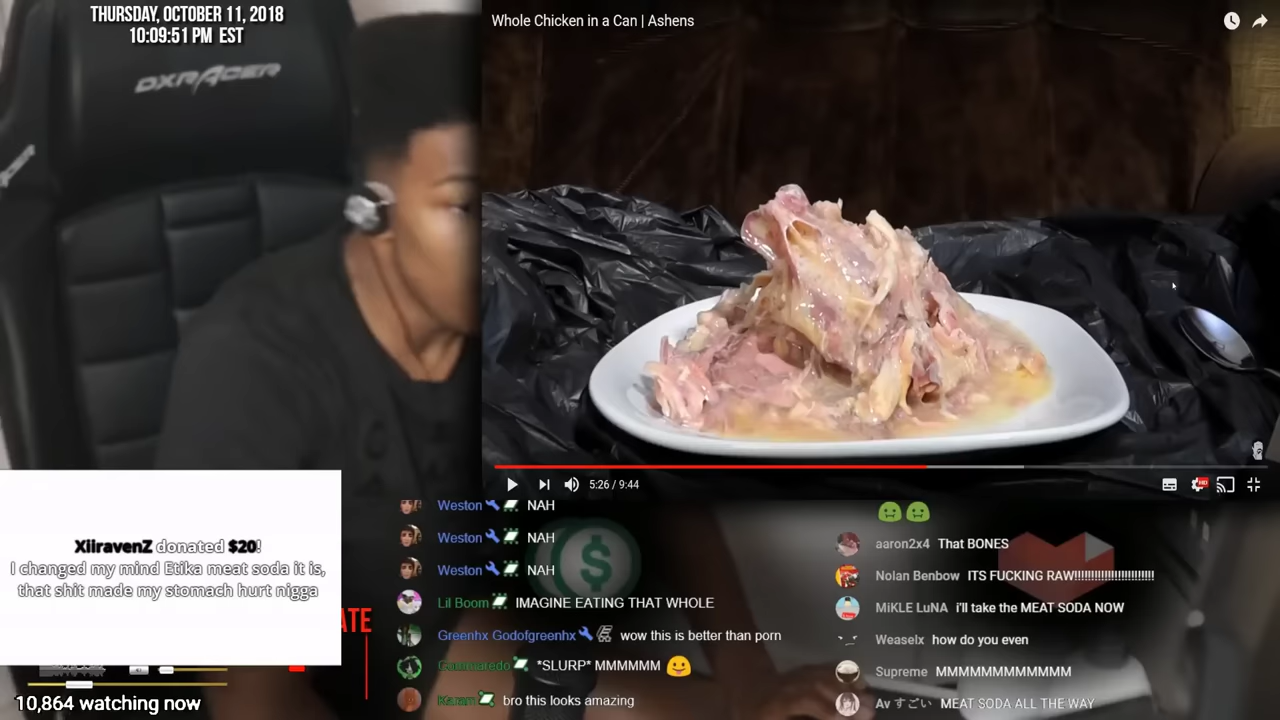 THURSDAY, OCTOBER 11, 2018
10:09:51 PM EST
DXRACER
Whole Chicken in a Can | Ashens
5:26 / 9:44
HD
XiiravenZ donated $20!
I changed my mind Etika meat soda it is,
that shit made my stomach hurt nigga
ATE
10,864 watching now
Weston NAH
Weston NAH
Weston NAH
Lil Boom IMAGINE EATING THAT WHOLE
Greenhx Godofgreenhx wow this is better than porn
*SLURP* MMMMMM
bro this looks amazing
$
aaron2x4 That BONES
Nolan Benbow ITS FUCKING RAW!!!!!!!!!!!!!!!!!!!!!!!!
MiKLE LuNA i'll take the MEAT SODA NOW
Weaselx how do you even
Supreme MMMMMMMMMMMM
Av すごい MEAT SODA ALL THE WAY